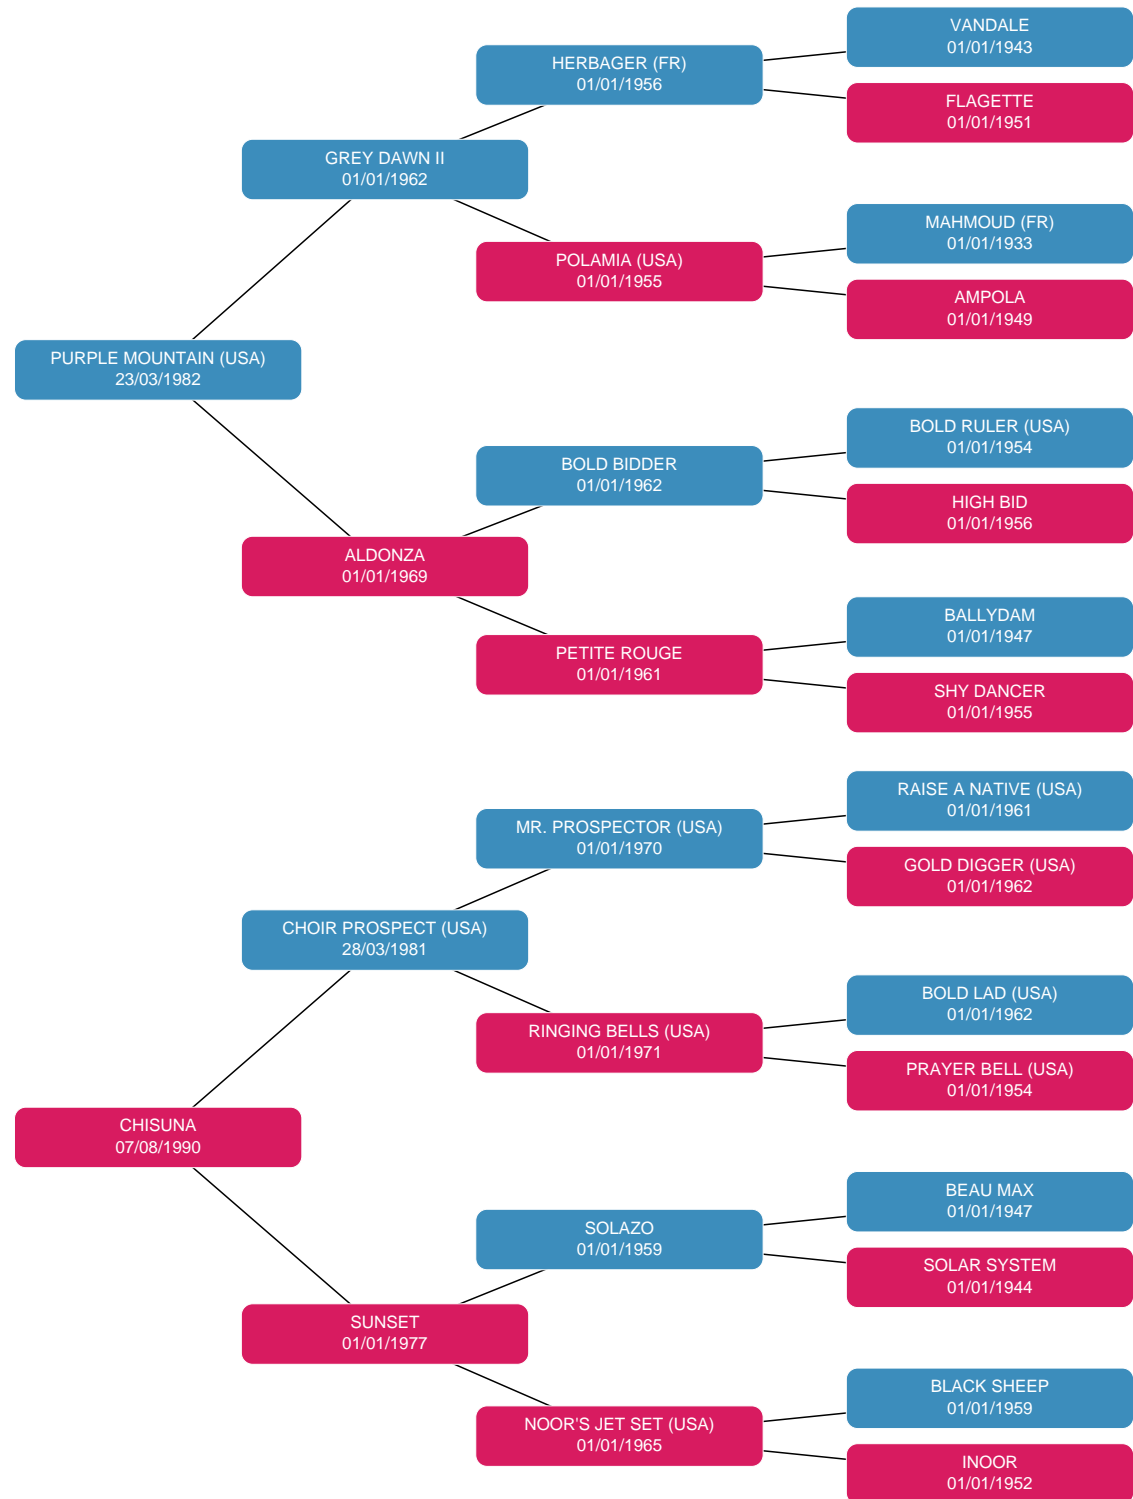 VANDALE
01/01/1943
HERBAGER (FR)
01/01/1956
FLAGETTE
01/01/1951
GREY DAWN II
01/01/1962
MAHMOUD (FR)
01/01/1933
POLAMIA (USA)
01/01/1955
AMPOLA
01/01/1949
PURPLE MOUNTAIN (USA)
23/03/1982
BOLD RULER (USA)
01/01/1954
BOLD BIDDER
01/01/1962
HIGH BID
01/01/1956
ALDONZA
01/01/1969
BALLYDAM
01/01/1947
PETITE ROUGE
01/01/1961
SHY DANCER
01/01/1955
RAISE A NATIVE (USA)
01/01/1961
MR. PROSPECTOR (USA)
01/01/1970
GOLD DIGGER (USA)
01/01/1962
CHOIR PROSPECT (USA)
28/03/1981
BOLD LAD (USA)
01/01/1962
RINGING BELLS (USA)
01/01/1971
PRAYER BELL (USA)
01/01/1954
CHISUNA
07/08/1990
BEAU MAX
01/01/1947
SOLAZO
01/01/1959
SOLAR SYSTEM
01/01/1944
SUNSET
01/01/1977
BLACK SHEEP
01/01/1959
NOOR'S JET SET (USA)
01/01/1965
INOOR
01/01/1952